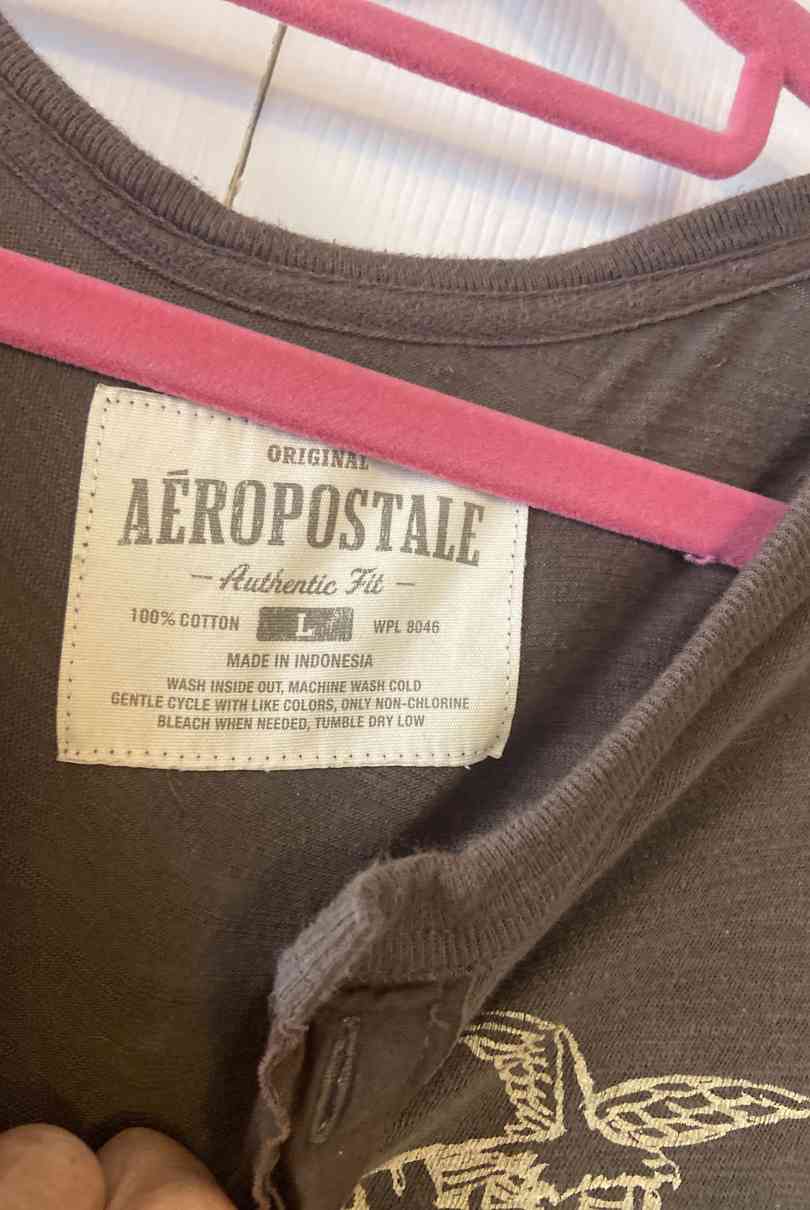 ORIGINAL
AÉROPOSTALE
— Authentic Fit —
100% COTTON L WPL 8046
MADE IN INDONESIA
WASH INSIDE OUT, MACHINE WASH COLD
GENTLE CYCLE WITH LIKE COLORS, ONLY NON-CHLORINE
BLEACH WHEN NEEDED, TUMBLE DRY LOW